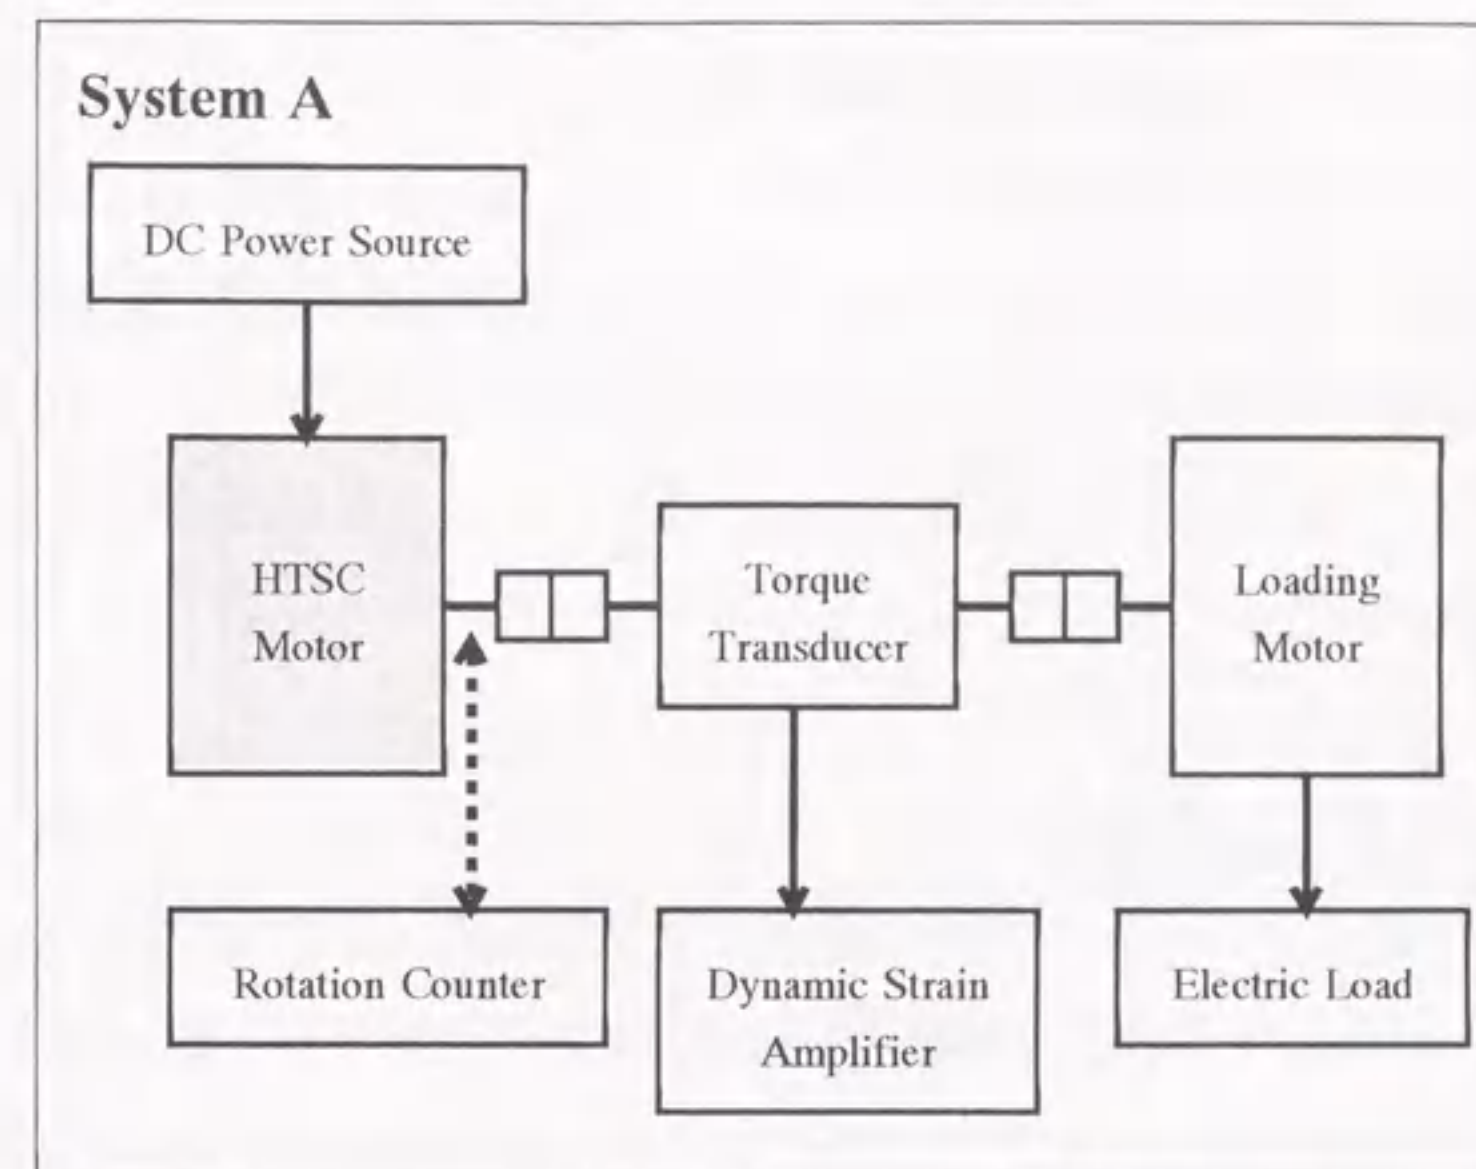 System A
DC Power Source
HTSC
Motor
Torque
Transducer
Loading
Motor
Rotation Counter
Dynamic Strain
Amplifier
Electric Load